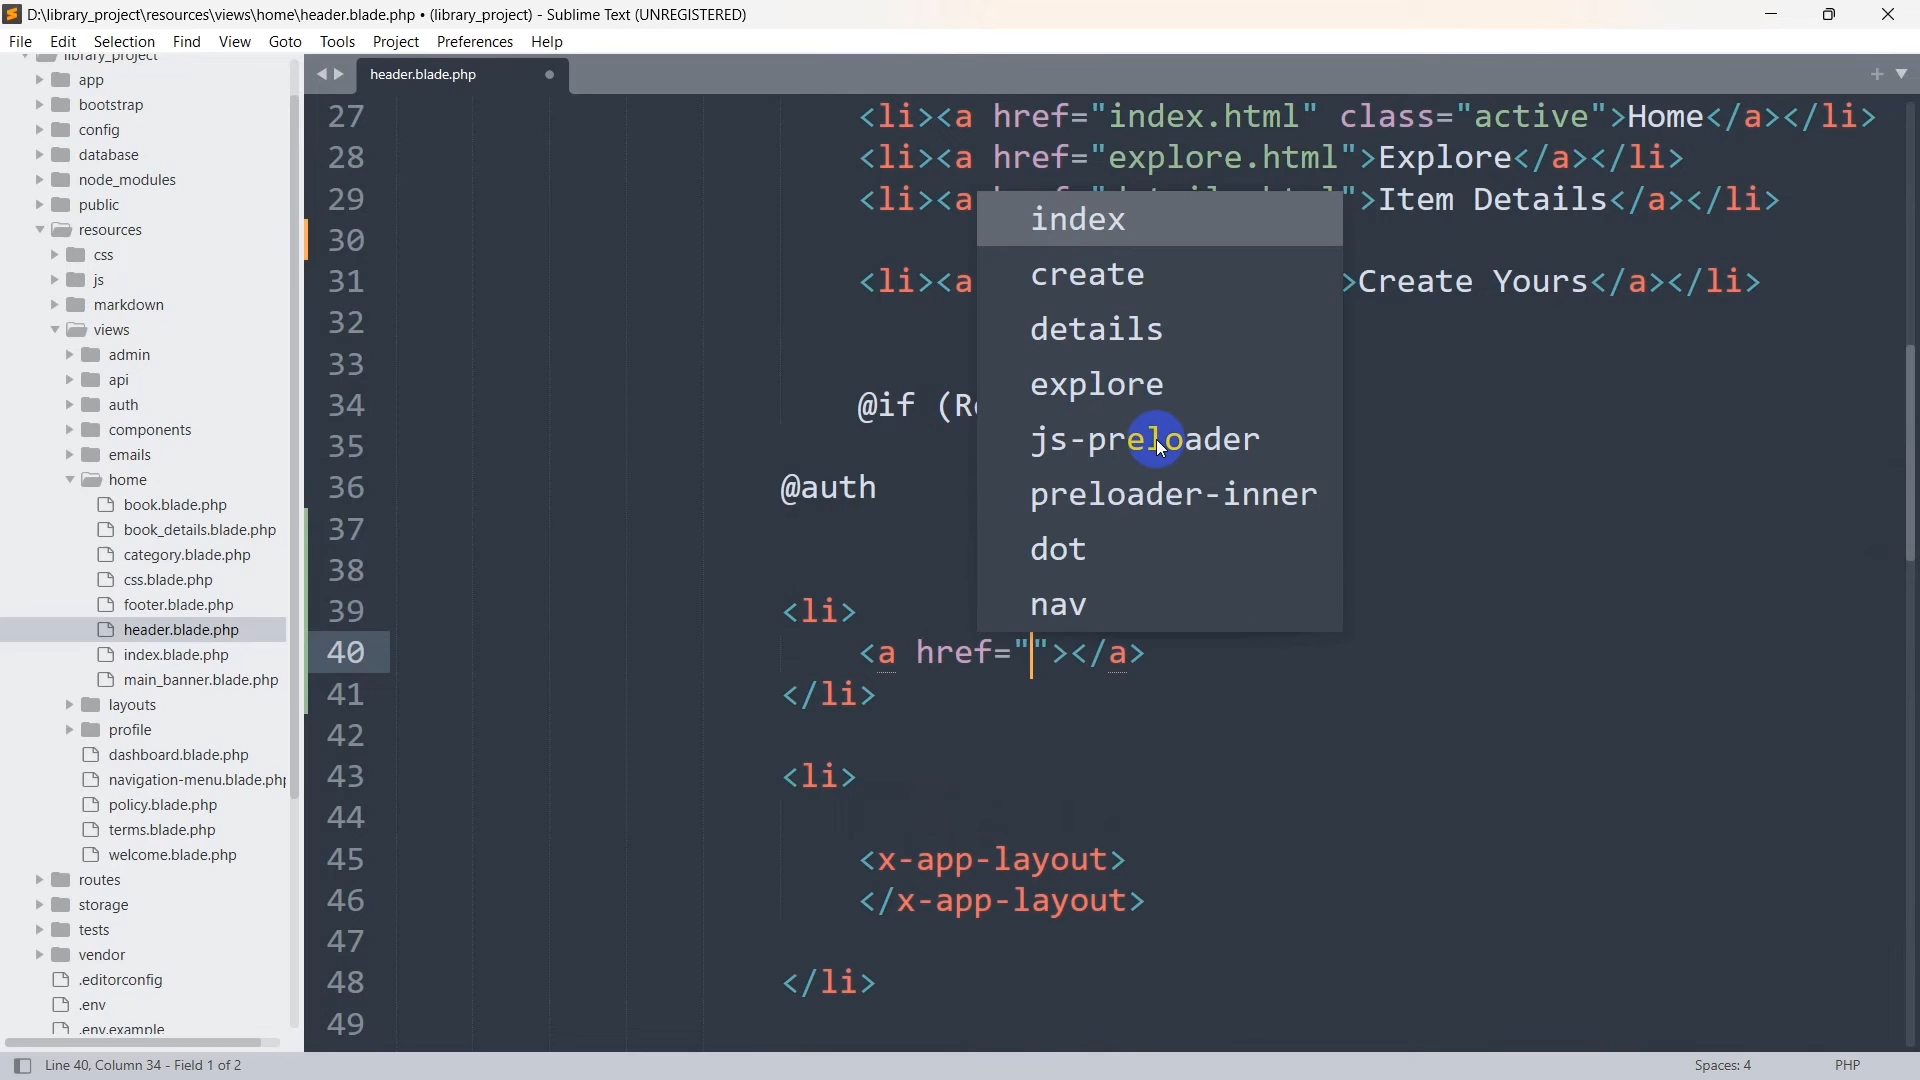 D:\library_project\resources\views\home\header.blade.php • (library_project) - Sublime Text (UNREGISTERED)
File Edit Selection Find View Goto Tools Project Preferences Help
library_project
app
bootstrap
config
database
node_modules
public
resources
css
js
markdown
views
admin
api
auth
components
emails
home
book.blade.php
book_details.blade.php
category.blade.php
css.blade.php
footer.blade.php
header.blade.php
index.blade.php
main_banner.blade.php
layouts
profile
dashboard.blade.php
navigation-menu.blade.php
policy.blade.php
terms.blade.php
welcome.blade.php
routes
storage
tests
vendor
.editorconfig
.env
.env.example
header.blade.php
27 <li><a href="index.html" class="active">Home</a></li>
28 <li><a href="explore.html">Explore</a></li>
29 <li><a href="details.html">Item Details</a></li>
30
31 <li><a >Create Yours</a></li>
32
33
34 @if (Ro
35
36 @auth
37
38
39 <li>
40 <a href=""></a>
41 </li>
42
43 <li>
44
45 <x-app-layout>
46 </x-app-layout>
47
48 </li>
49
index
create
details
explore
js-preloader
preloader-inner
dot
nav
Line 40, Column 34 - Field 1 of 2
Spaces: 4
PHP